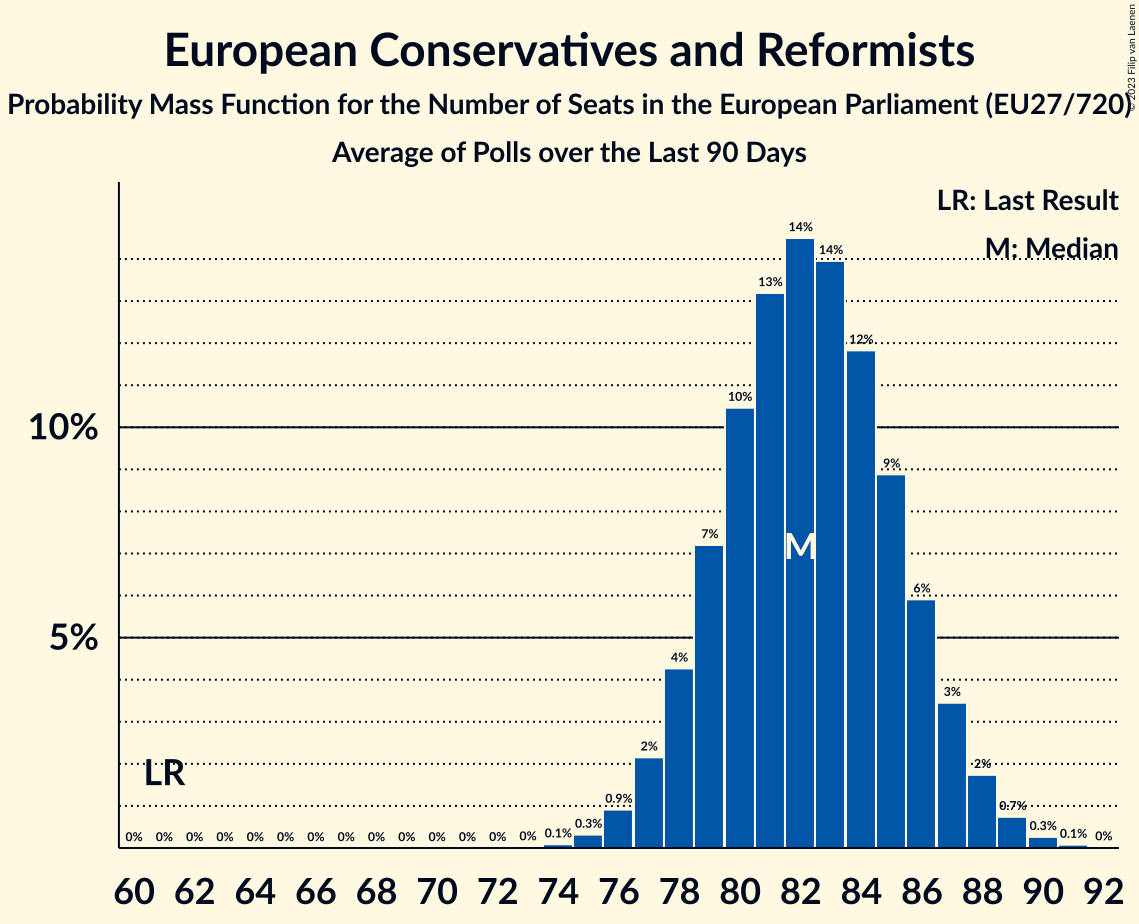 European Conservatives and Reformists
Probability Mass Function for the Number of Seats in the European Parliament (EU27/720)
Average of Polls over the Last 90 Days
© 2023 Filip van Laenen
LR: Last Result
M: Median
14%
14%
13%
12%
10%
10%
9%
7%
M
6%
5%
4%
3%
2%
2%
LR
0.9%
0.7%
0% 0% 0% 0% 0% 0% 0% 0% 0% 0% 0% 0% 0% 0% 0.1% 0.3% 0.3% 0.1% 0%
60 62 64 66 68 70 72 74 76 78 80 82 84 86 88 90 92